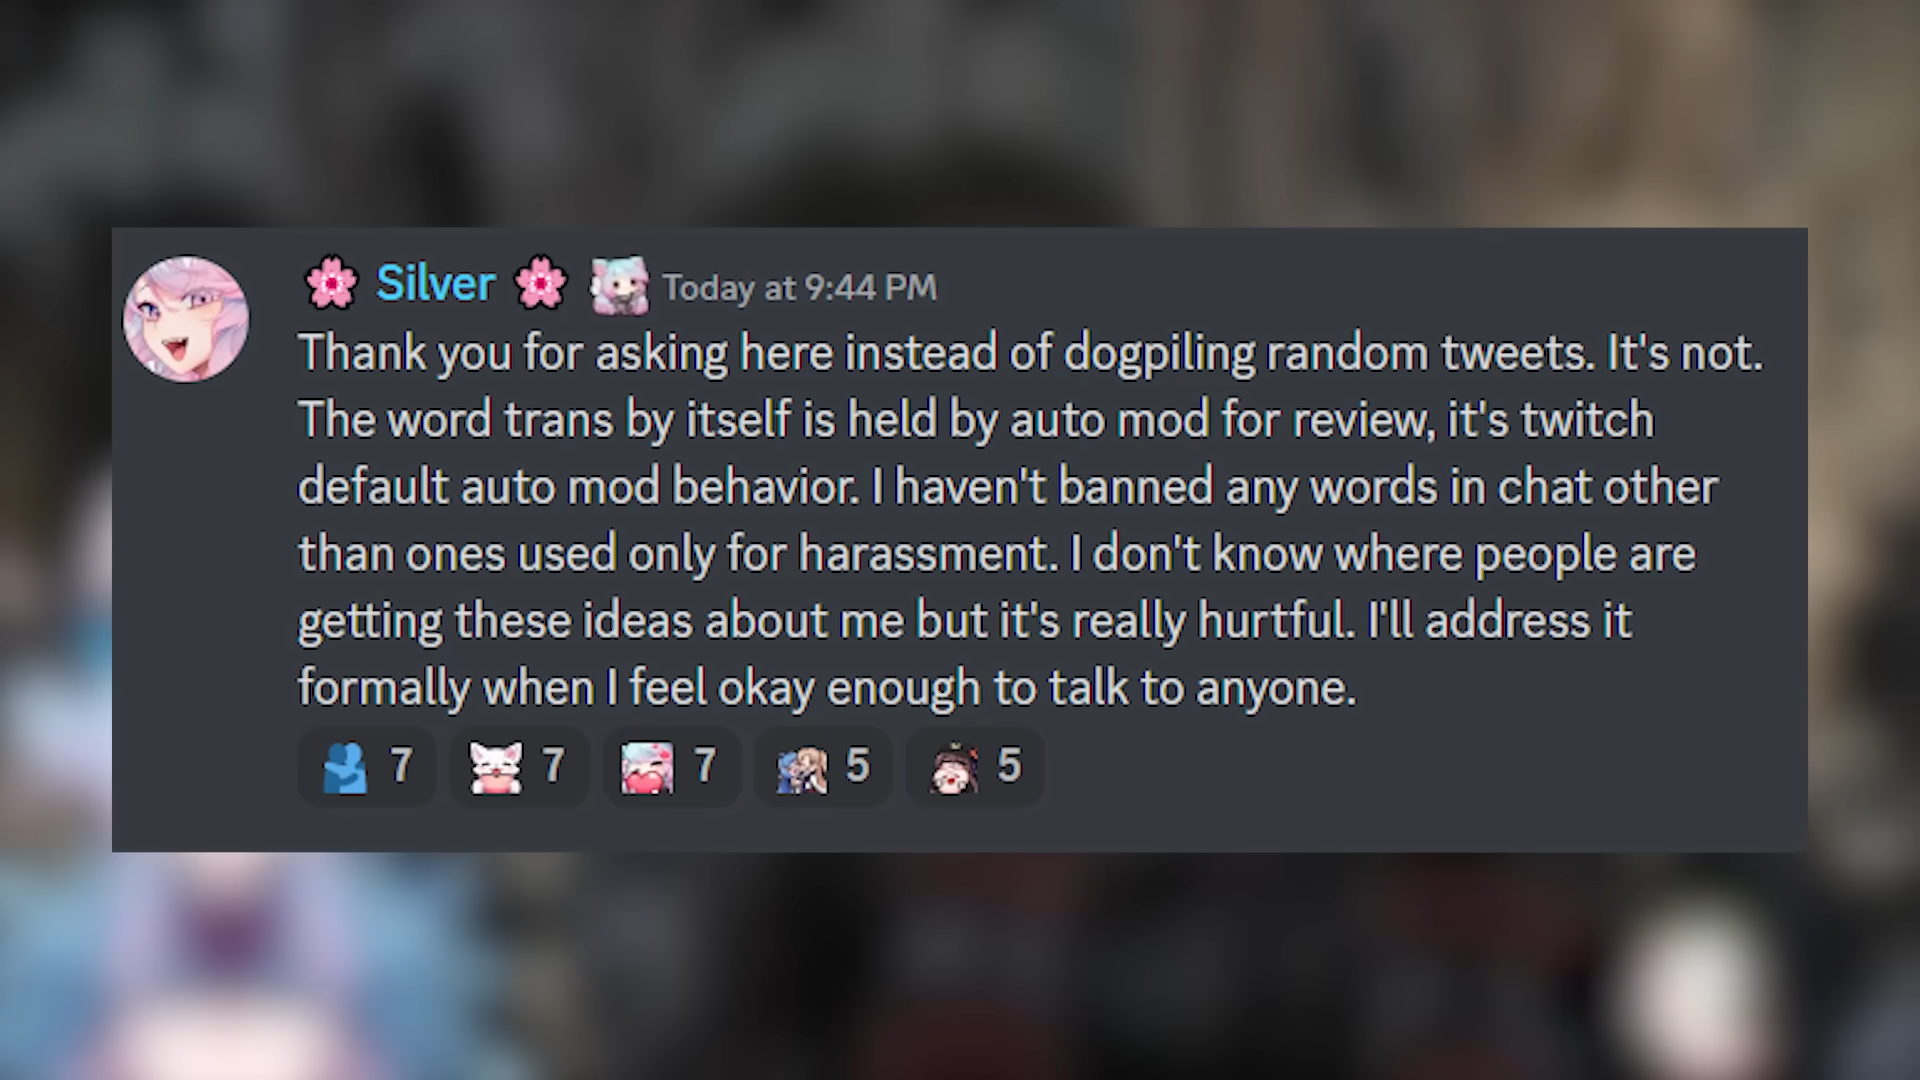 🌸 Silver 🌸 Today at 9:44 PM
Thank you for asking here instead of dogpiling random tweets. It's not.
The word trans by itself is held by auto mod for review, it's twitch
default auto mod behavior. I haven't banned any words in chat other
than ones used only for harassment. I don't know where people are
getting these ideas about me but it's really hurtful. I'll address it
formally when I feel okay enough to talk to anyone.
7 7 7 5 5